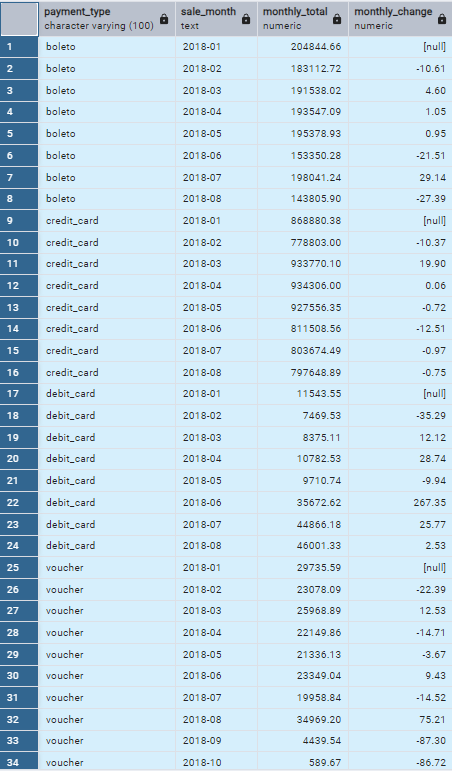 payment_type sale_month monthly_total monthly_change
character varying (100) text numeric numeric
1 boleto 2018-01 204844.66 [null]
2 boleto 2018-02 183112.72 -10.61
3 boleto 2018-03 191538.02 4.60
4 boleto 2018-04 193547.09 1.05
5 boleto 2018-05 195378.93 0.95
6 boleto 2018-06 153350.28 -21.51
7 boleto 2018-07 198041.24 29.14
8 boleto 2018-08 143805.90 -27.39
9 credit_card 2018-01 868880.38 [null]
10 credit_card 2018-02 778803.00 -10.37
11 credit_card 2018-03 933770.10 19.90
12 credit_card 2018-04 934306.00 0.06
13 credit_card 2018-05 927556.35 -0.72
14 credit_card 2018-06 811508.56 -12.51
15 credit_card 2018-07 803674.49 -0.97
16 credit_card 2018-08 797648.89 -0.75
17 debit_card 2018-01 11543.55 [null]
18 debit_card 2018-02 7469.53 -35.29
19 debit_card 2018-03 8375.11 12.12
20 debit_card 2018-04 10782.53 28.74
21 debit_card 2018-05 9710.74 -9.94
22 debit_card 2018-06 35672.62 267.35
23 debit_card 2018-07 44866.18 25.77
24 debit_card 2018-08 46001.33 2.53
25 voucher 2018-01 29735.59 [null]
26 voucher 2018-02 23078.09 -22.39
27 voucher 2018-03 25968.89 12.53
28 voucher 2018-04 22149.86 -14.71
29 voucher 2018-05 21336.13 -3.67
30 voucher 2018-06 23349.04 9.43
31 voucher 2018-07 19958.84 -14.52
32 voucher 2018-08 34969.20 75.21
33 voucher 2018-09 4439.54 -87.30
34 voucher 2018-10 589.67 -86.72